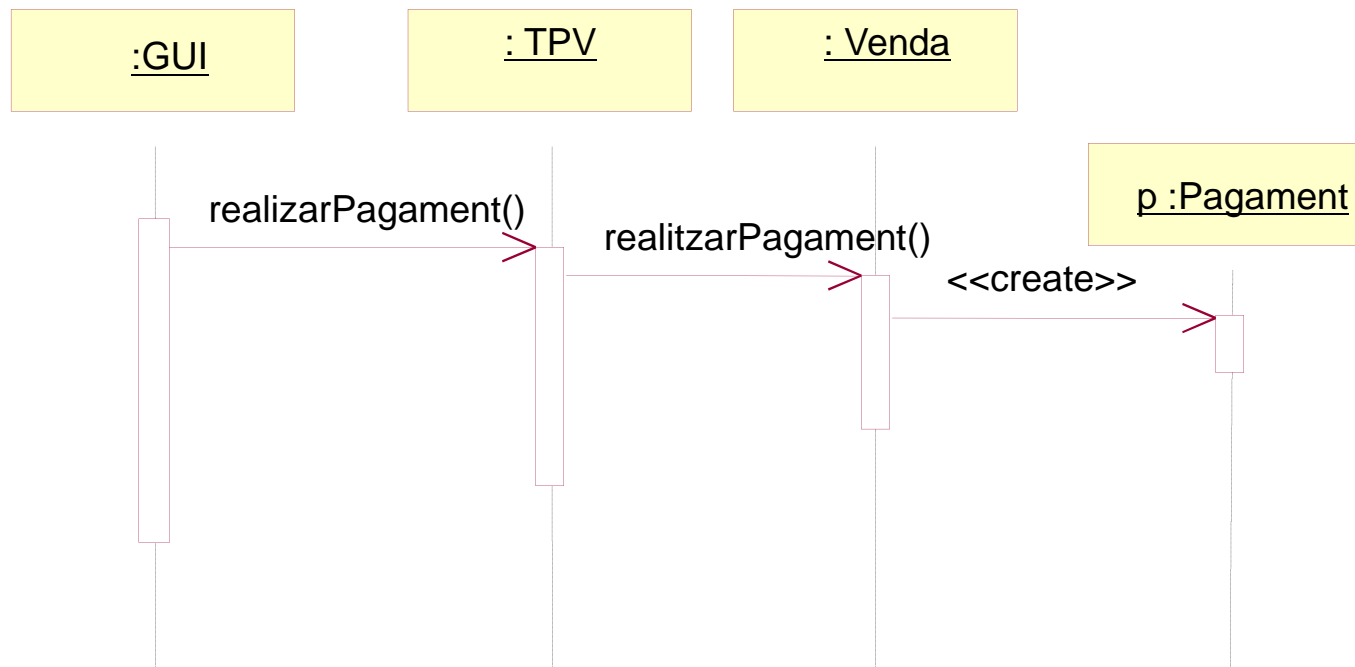 :GUI
: TPV
: Venda
p :Pagament
realizarPagament()
realitzarPagament()
<<create>>